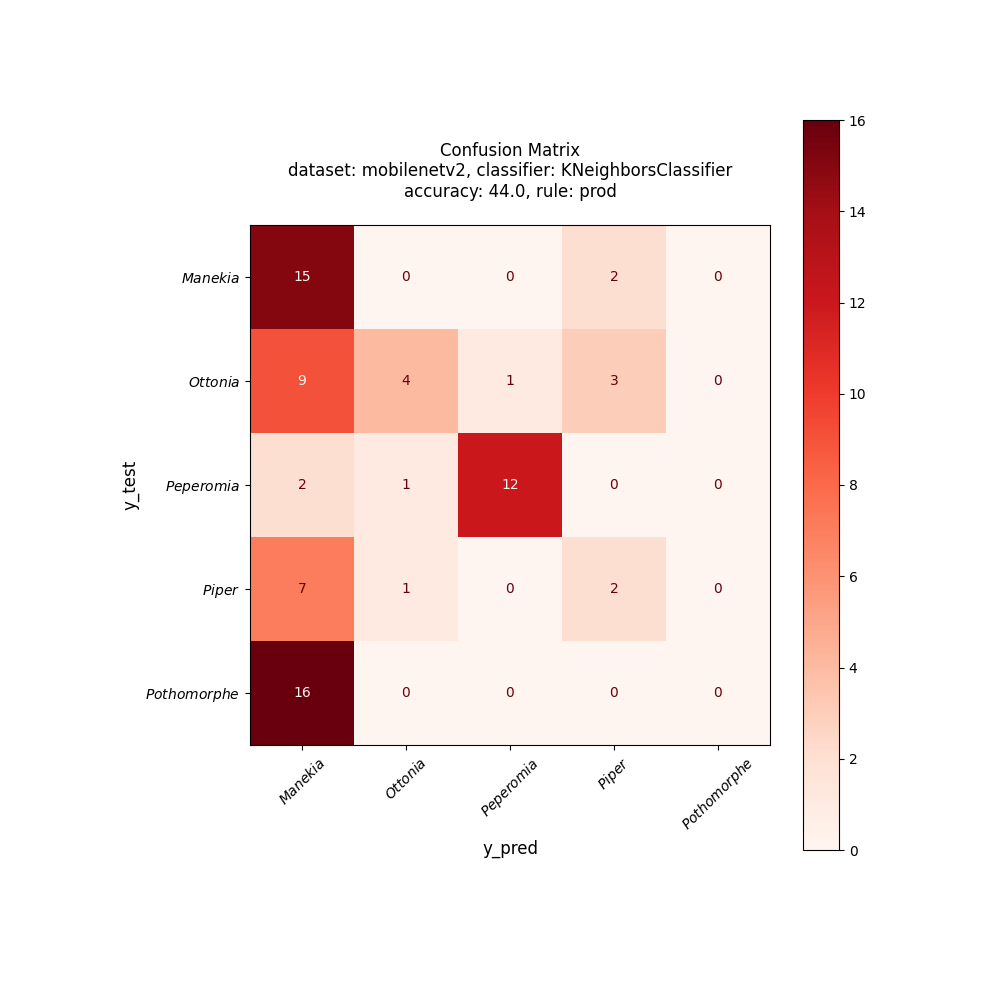 Confusion Matrix
dataset: mobilenetv2, classifier: KNeighborsClassifier
accuracy: 44.0, rule: prod
y_test
Manekia 15 0 0 2 0
Ottonia 9 4 1 3 0
Peperomia 2 1 12 0 0
Piper 7 1 0 2 0
Pothomorphe 16 0 0 0 0
Manekia Ottonia Peperomia Piper Pothomorphe
y_pred
16
14
12
10
8
6
4
2
0